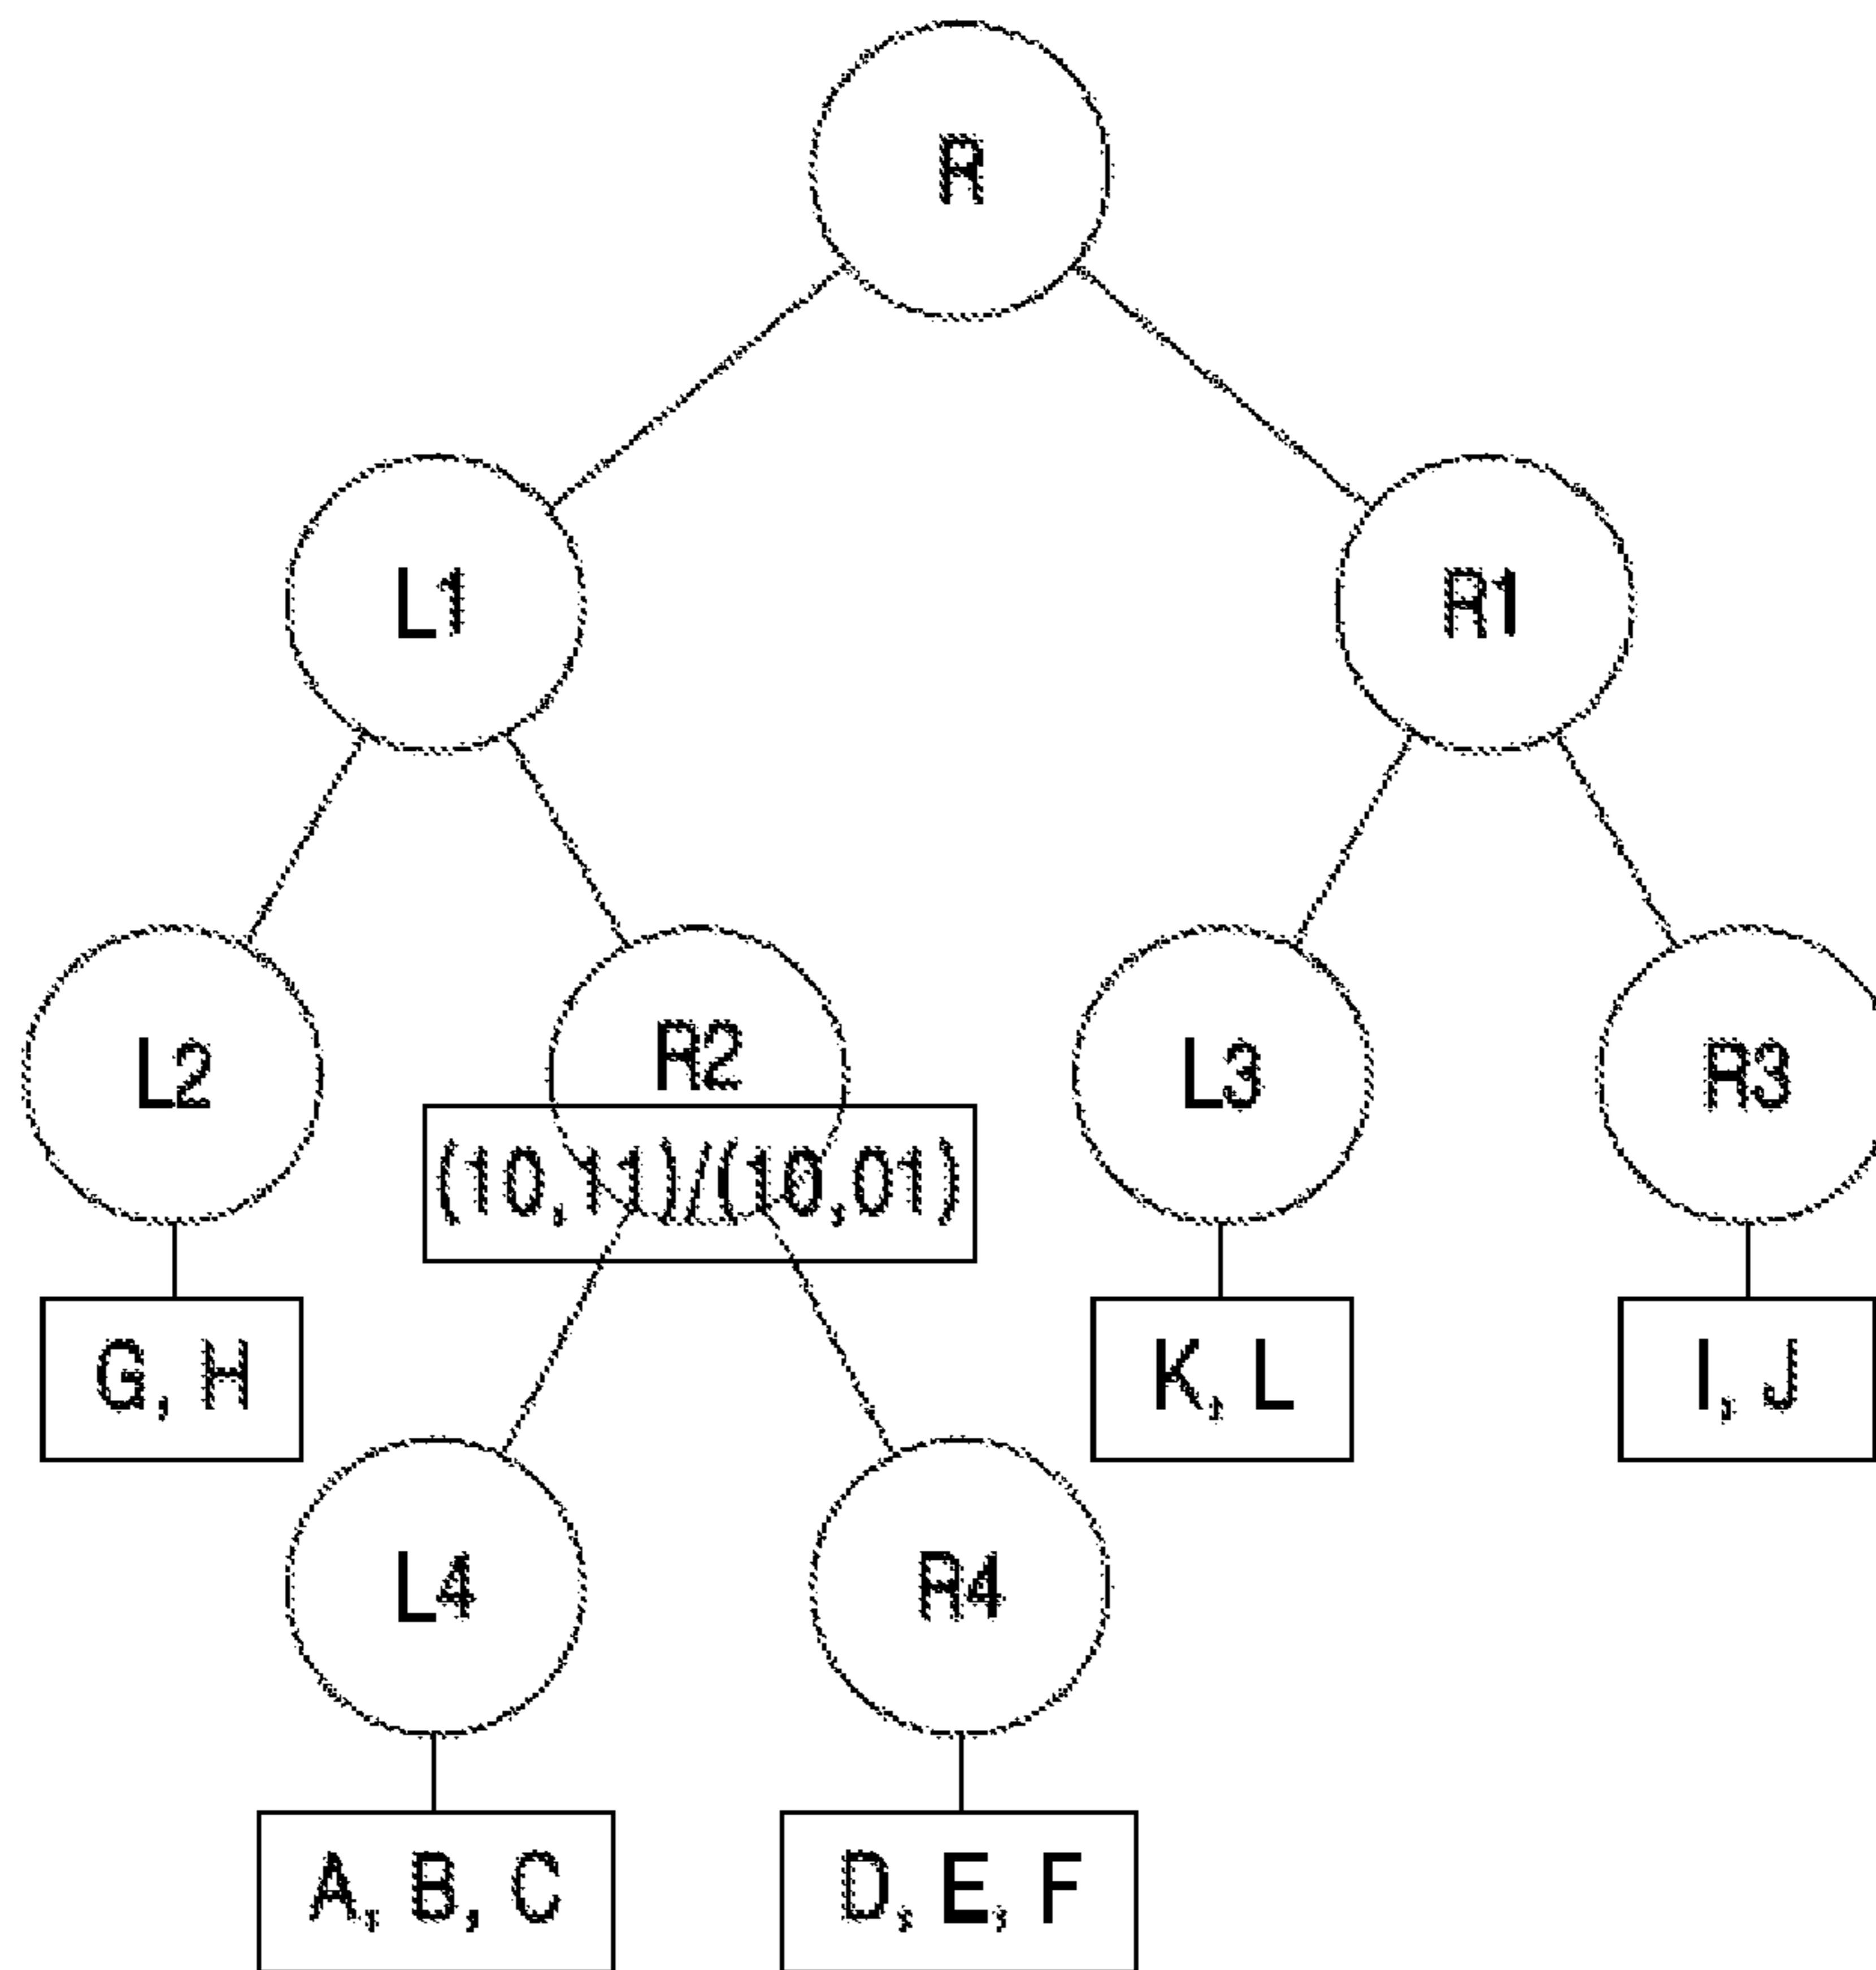 R
L1
R1
L2
R2
L3
R3
(10,11)/(10,01)
G, H
K, L
I, J
L4
R4
A, B, C
D, E, F